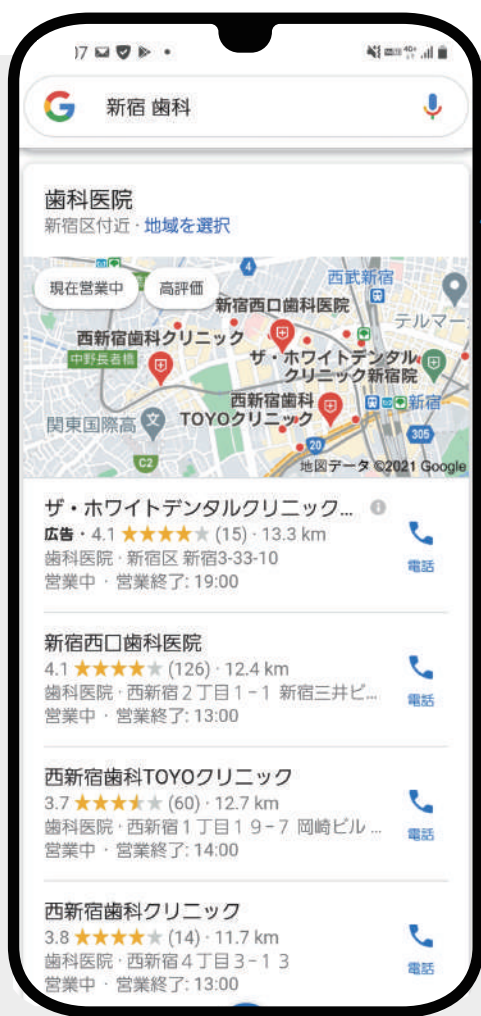 新宿 歯科
歯科医院
新宿区付近・地域を選択
現在営業中
高評価
4
西武新宿
新宿西口歯科医院
テルマー
西新宿歯科クリニック
中野長者橋
ザ・ホワイトデンタル
クリニック新宿院
西新宿歯科
TOYOクリニック
新宿
関東国際高
305
20
C2
地図データ ©2021 Google
ザ・ホワイトデンタルクリニック...
広告・4.1 (15)・13.3 km
歯科医院・新宿区 新宿3-33-10
営業中・営業終了: 19:00
電話
新宿西口歯科医院
4.1 (126)・12.4 km
歯科医院・西新宿2丁目1-1 新宿三井ビ...
営業中・営業終了: 13:00
電話
西新宿歯科TOYOクリニック
3.7 (60)・12.7 km
歯科医院・西新宿1丁目19-7 岡崎ビル ...
営業中・営業終了: 14:00
電話
西新宿歯科クリニック
3.8 (14)・11.7 km
歯科医院・西新宿4丁目3-13
営業中・営業終了: 13:00
電話